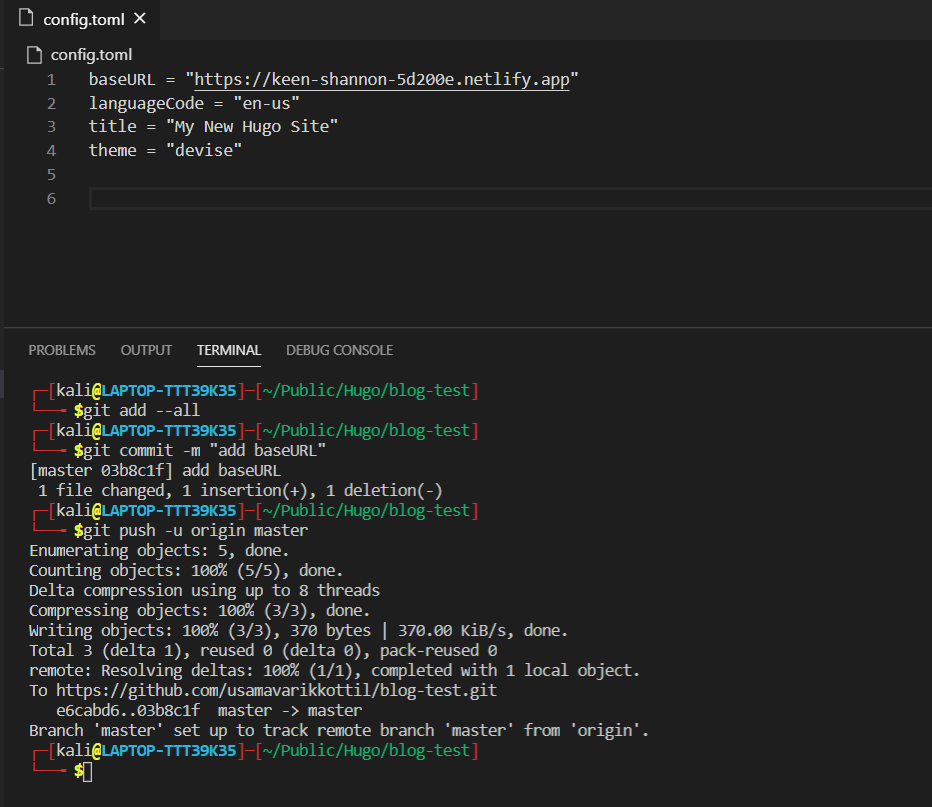 config.toml ×
config.toml
1 baseURL = "https://keen-shannon-5d200e.netlify.app"
2 languageCode = "en-us"
3 title = "My New Hugo Site"
4 theme = "devise"
5
6
PROBLEMS OUTPUT TERMINAL DEBUG CONSOLE
┌─[kali@LAPTOP-TTT39K35]─[~/Public/Hugo/blog-test]
└──╼ $git add --all
┌─[kali@LAPTOP-TTT39K35]─[~/Public/Hugo/blog-test]
└──╼ $git commit -m "add baseURL"
[master 03b8c1f] add baseURL
 1 file changed, 1 insertion(+), 1 deletion(-)
┌─[kali@LAPTOP-TTT39K35]─[~/Public/Hugo/blog-test]
└──╼ $git push -u origin master
Enumerating objects: 5, done.
Counting objects: 100% (5/5), done.
Delta compression using up to 8 threads
Compressing objects: 100% (3/3), done.
Writing objects: 100% (3/3), 370 bytes | 370.00 KiB/s, done.
Total 3 (delta 1), reused 0 (delta 0), pack-reused 0
remote: Resolving deltas: 100% (1/1), completed with 1 local object.
To https://github.com/usamavarikkottil/blog-test.git
   e6cabd6..03b8c1f  master -> master
Branch 'master' set up to track remote branch 'master' from 'origin'.
┌─[kali@LAPTOP-TTT39K35]─[~/Public/Hugo/blog-test]
└──╼ $